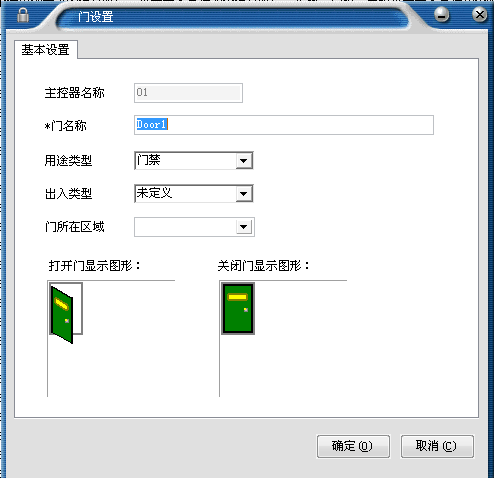 门设置
基本设置
主控器名称 01
*门名称 Door1
用途类型 门禁
出入类型 未定义
门所在区域
打开门显示图形： 关闭门显示图形：
确定(O) 取消(C)